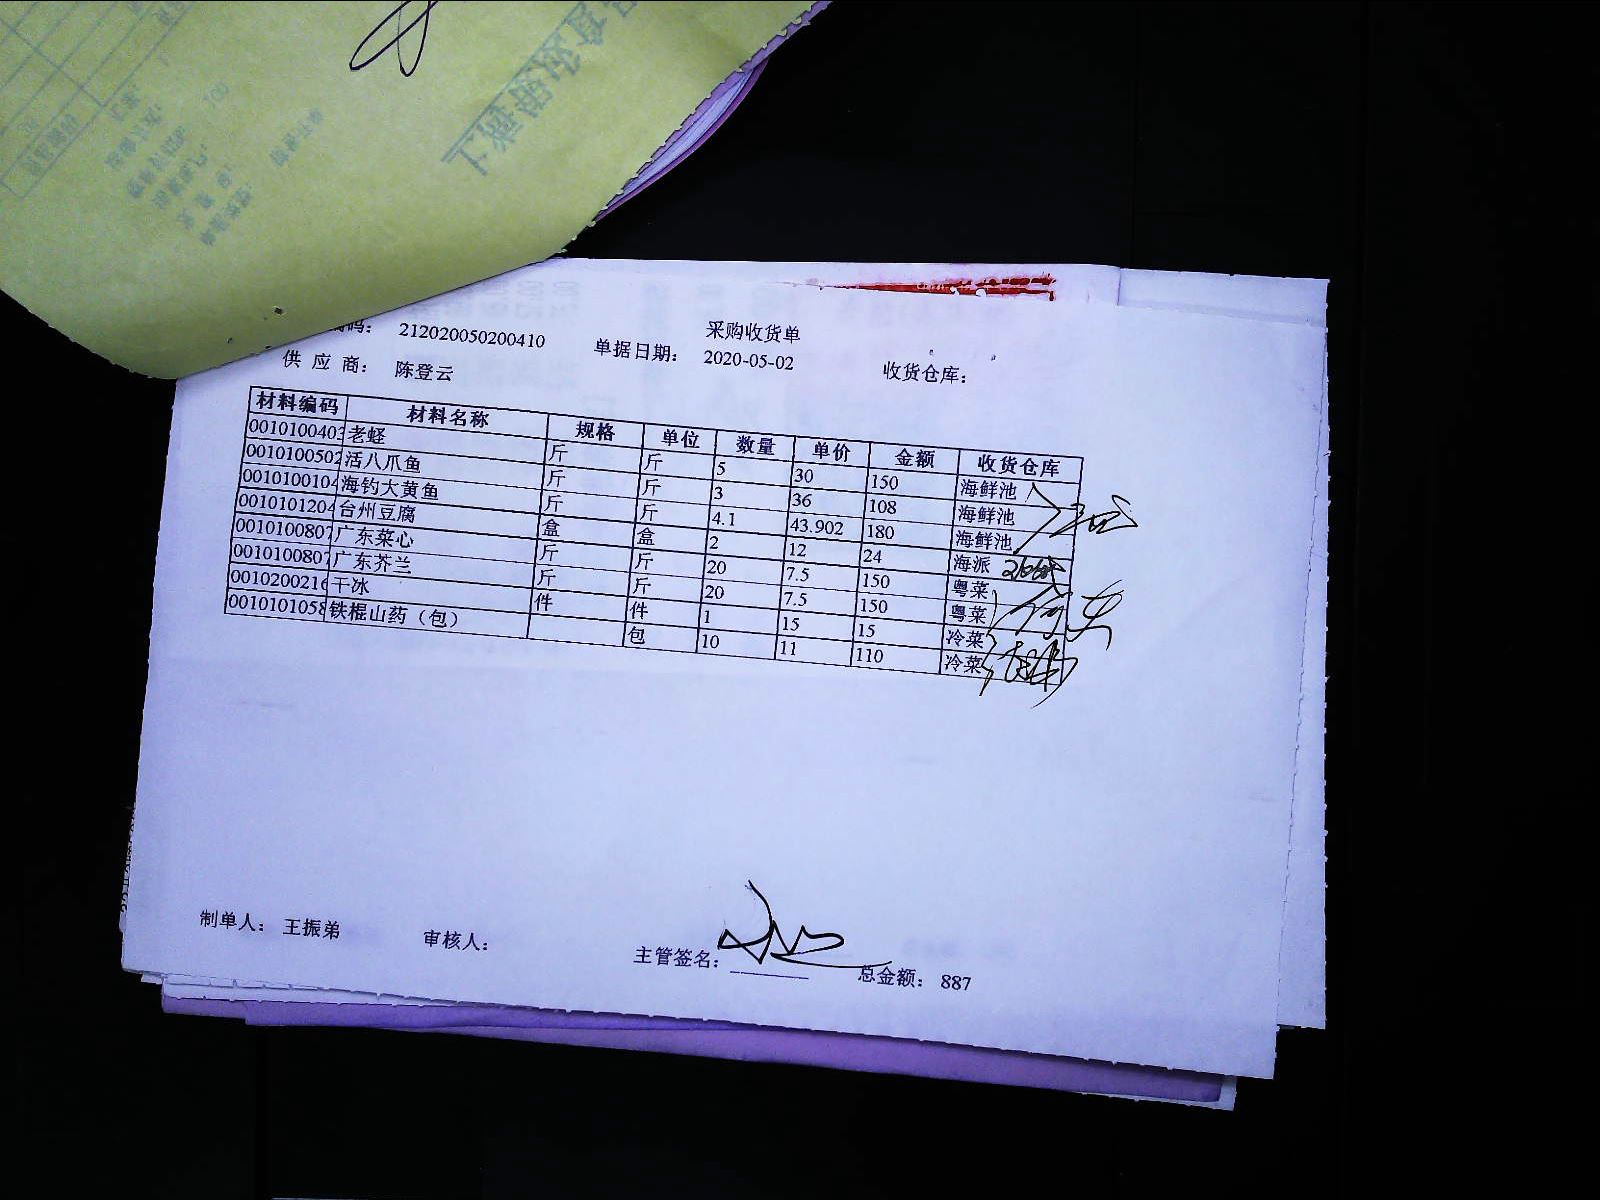 采购收货单
编码： 212020050200410 单据日期： 2020-05-02 收货仓库：
供 应 商： 陈登云
材料编码 材料名称 规格 单位 数量 单价 金额 收货仓库
0010100403 老蛏 斤 斤 5 30 150 海鲜池
0010100502 活八爪鱼 斤 斤 3 36 108 海鲜池
0010100104 海钓大黄鱼 斤 斤 4.1 43.902 180 海鲜池
0010101204 台州豆腐 盒 盒 2 12 24 海派
0010100807 广东菜心 斤 斤 20 7.5 150 粤菜
0010100807 广东芥兰 斤 斤 20 7.5 150 粤菜
0010200216 干冰 件 件 1 15 15 冷菜
0010101058 铁棍山药（包） 包 10 11 110 冷菜
制单人： 王振弟 审核人： 主管签名： 总金额： 887